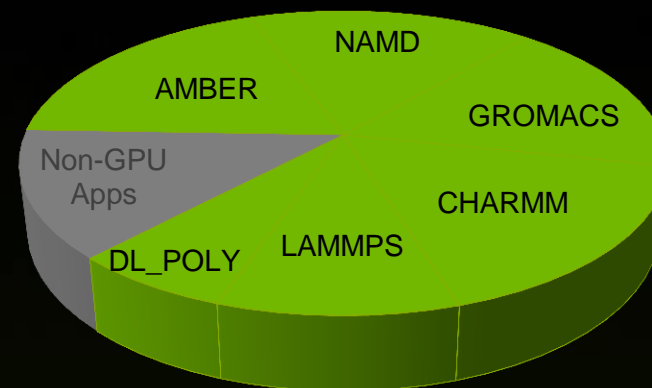 NAMD
AMBER
GROMACS
Non-GPU
Apps
CHARMM
LAMMPS
DL_POLY